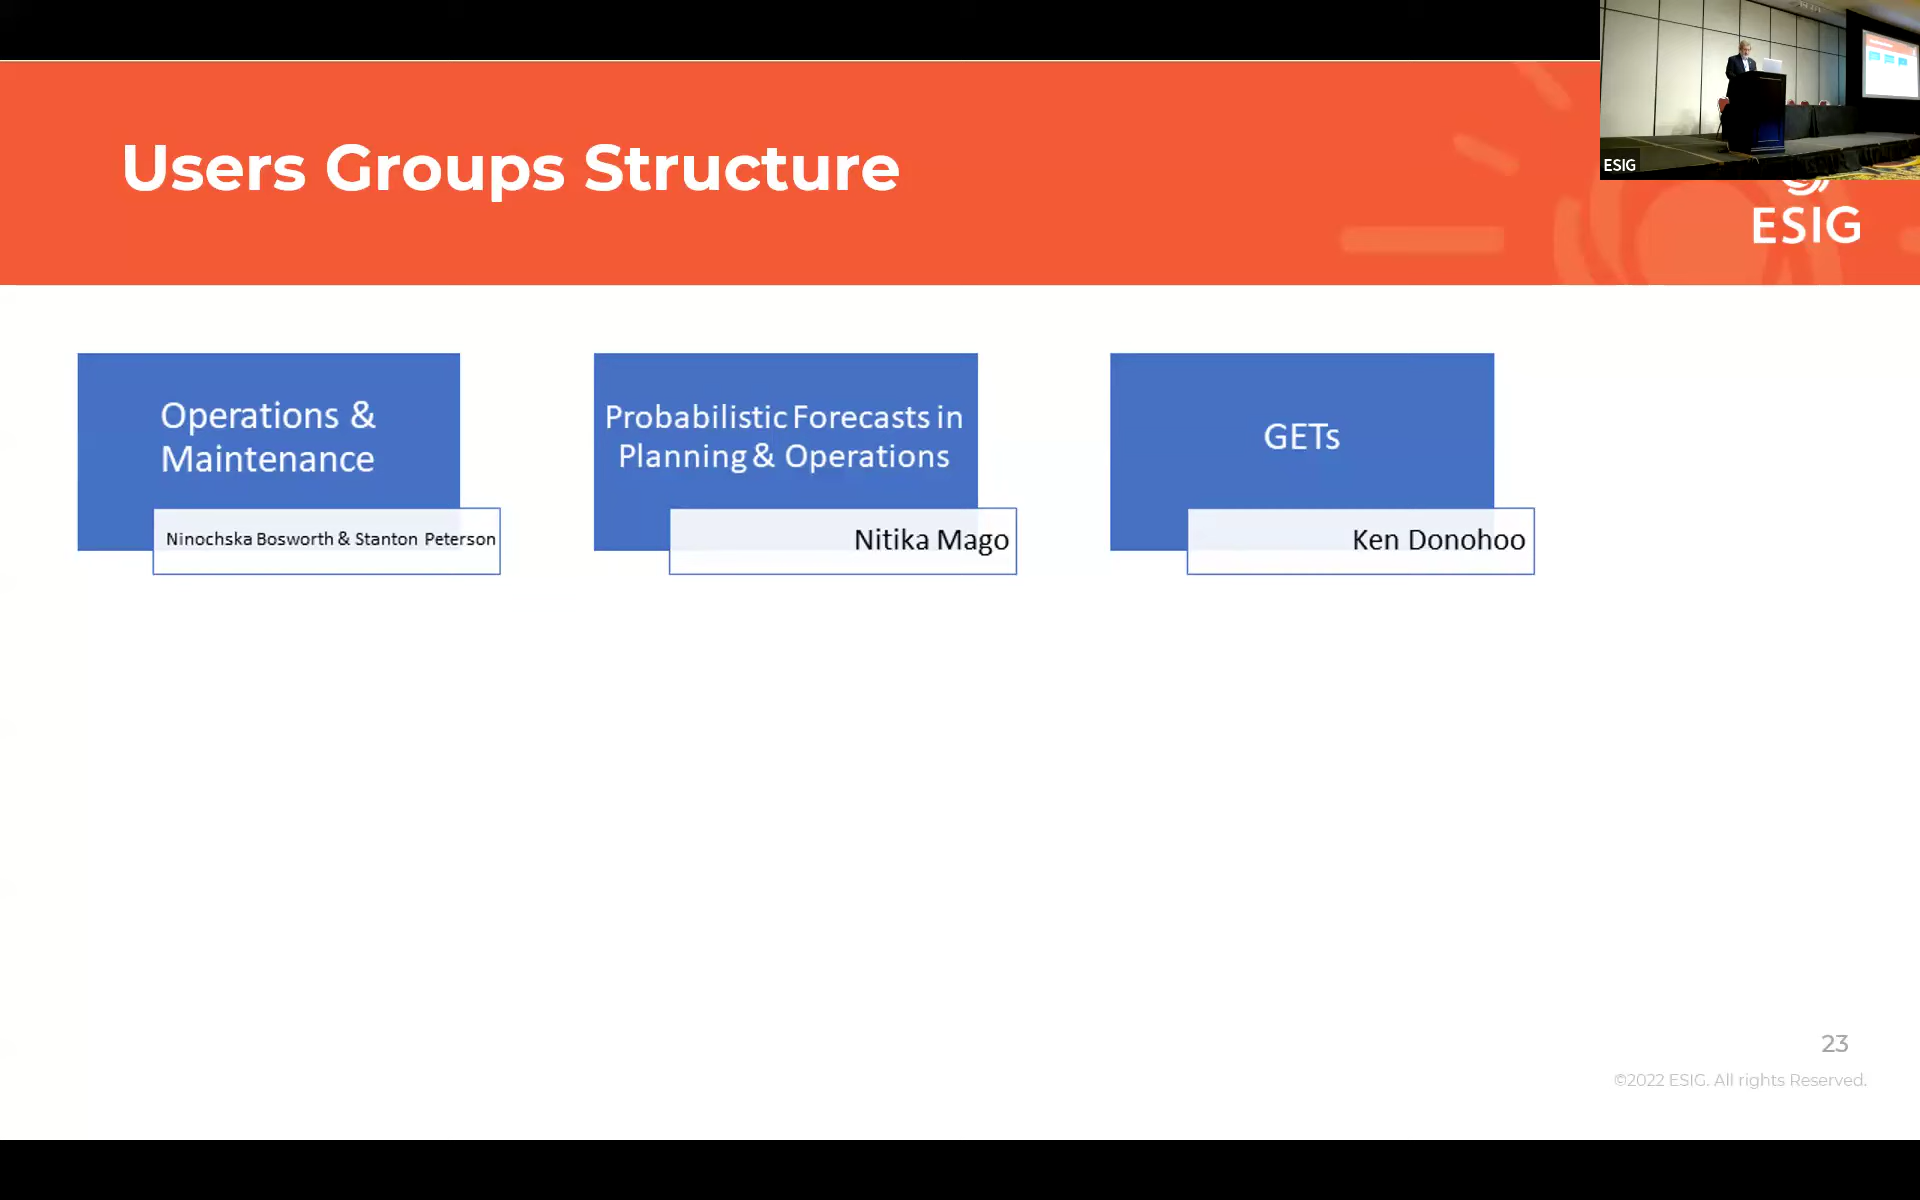 Users Groups Structure
ESIG
ESIG
Operations &
Maintenance
Ninochska Bosworth & Stanton Peterson
Probabilistic Forecasts in
Planning & Operations
Nitika Mago
GETs
Ken Donohoo
23
©2022 ESIG. All rights Reserved.